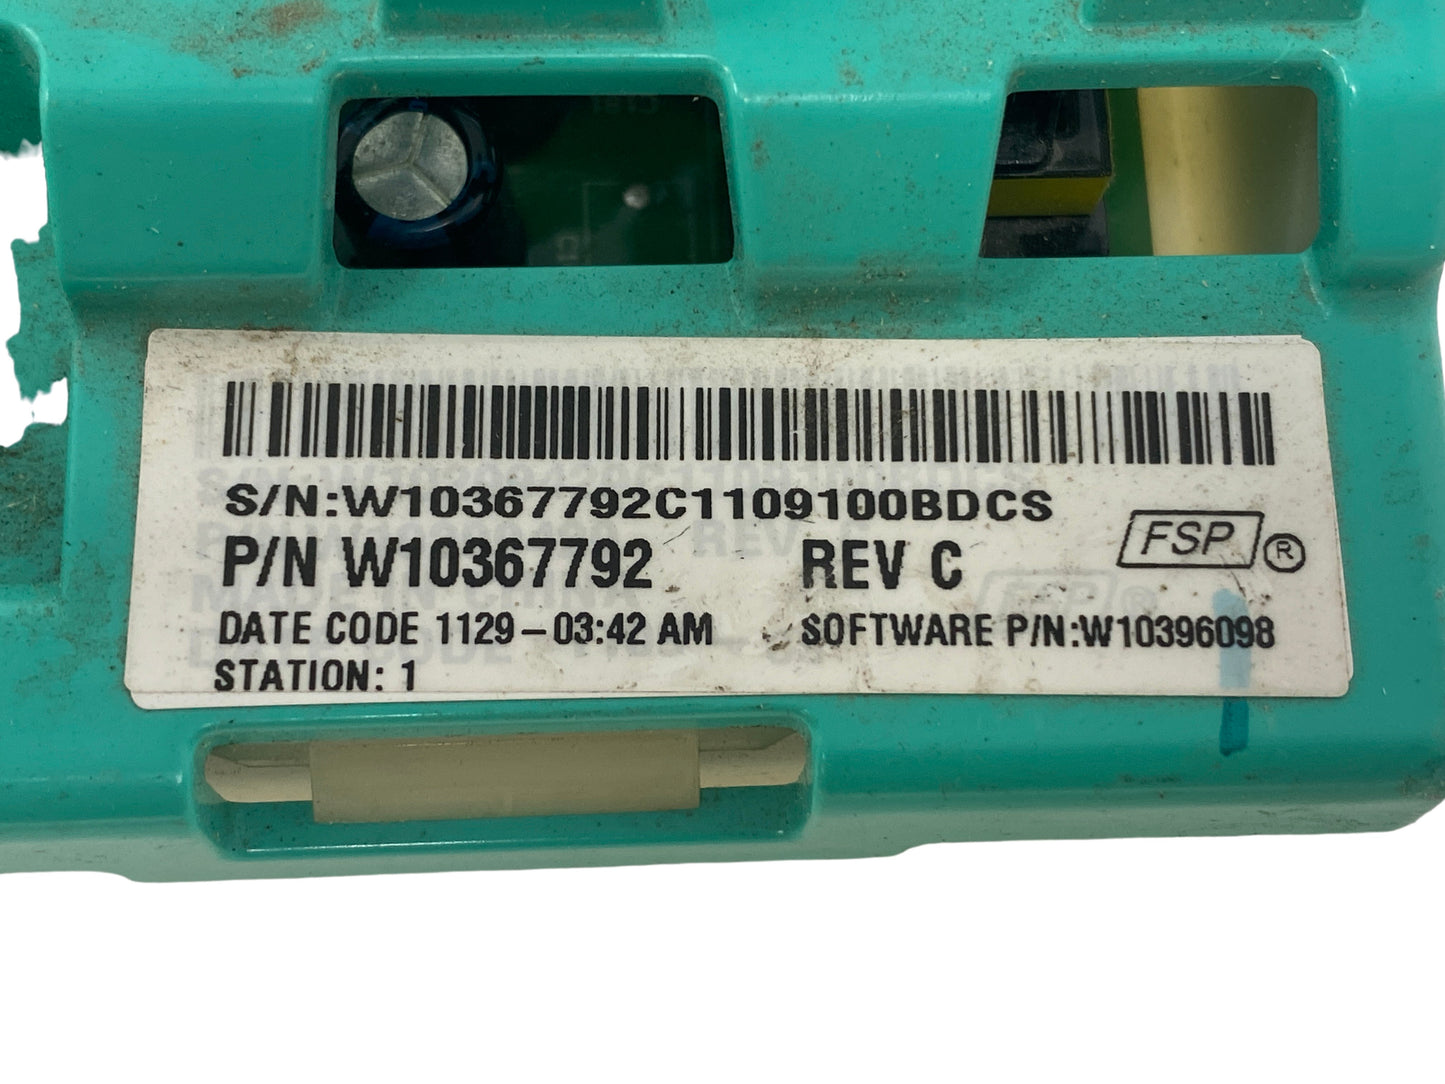 S/N:W10367792C1109100BDCS
P/N W10367792 REV C FSP ®
DATE CODE 1129-03:42 AM SOFTWARE P/N:W10396098
STATION: 1